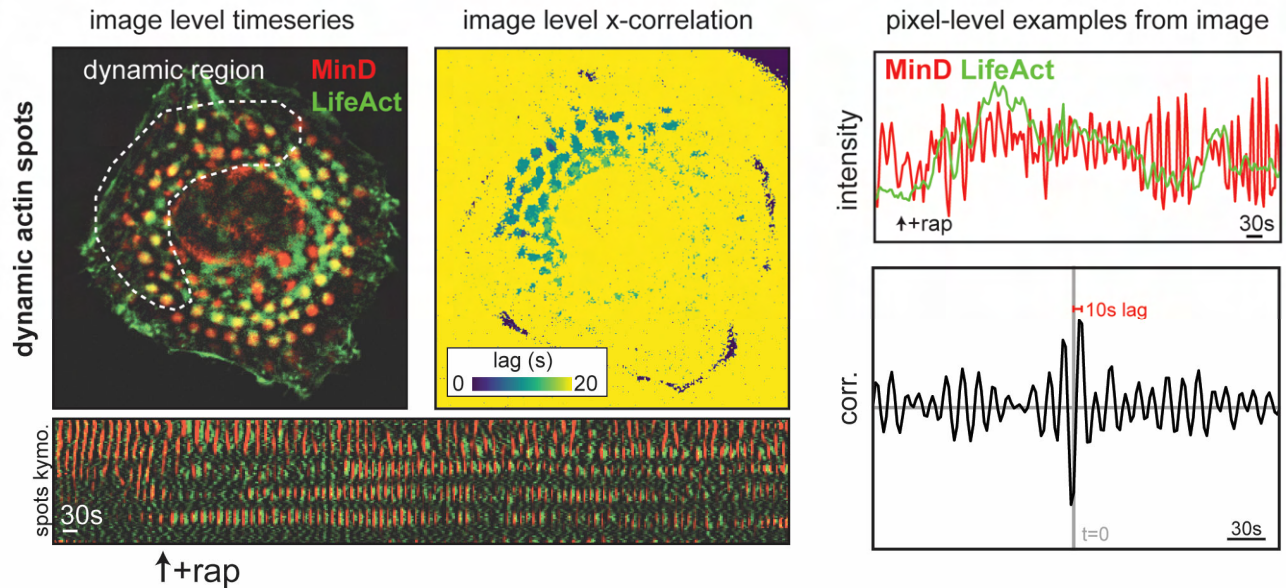 image level timeseries
image level x-correlation
pixel-level examples from image
dynamic actin spots
dynamic region MinD
LifeAct
lag (s)
0 20
spots kymo.
30s
↑+rap
MinD LifeAct
intensity
↑+rap
30s
corr.
10s lag
t=0
30s